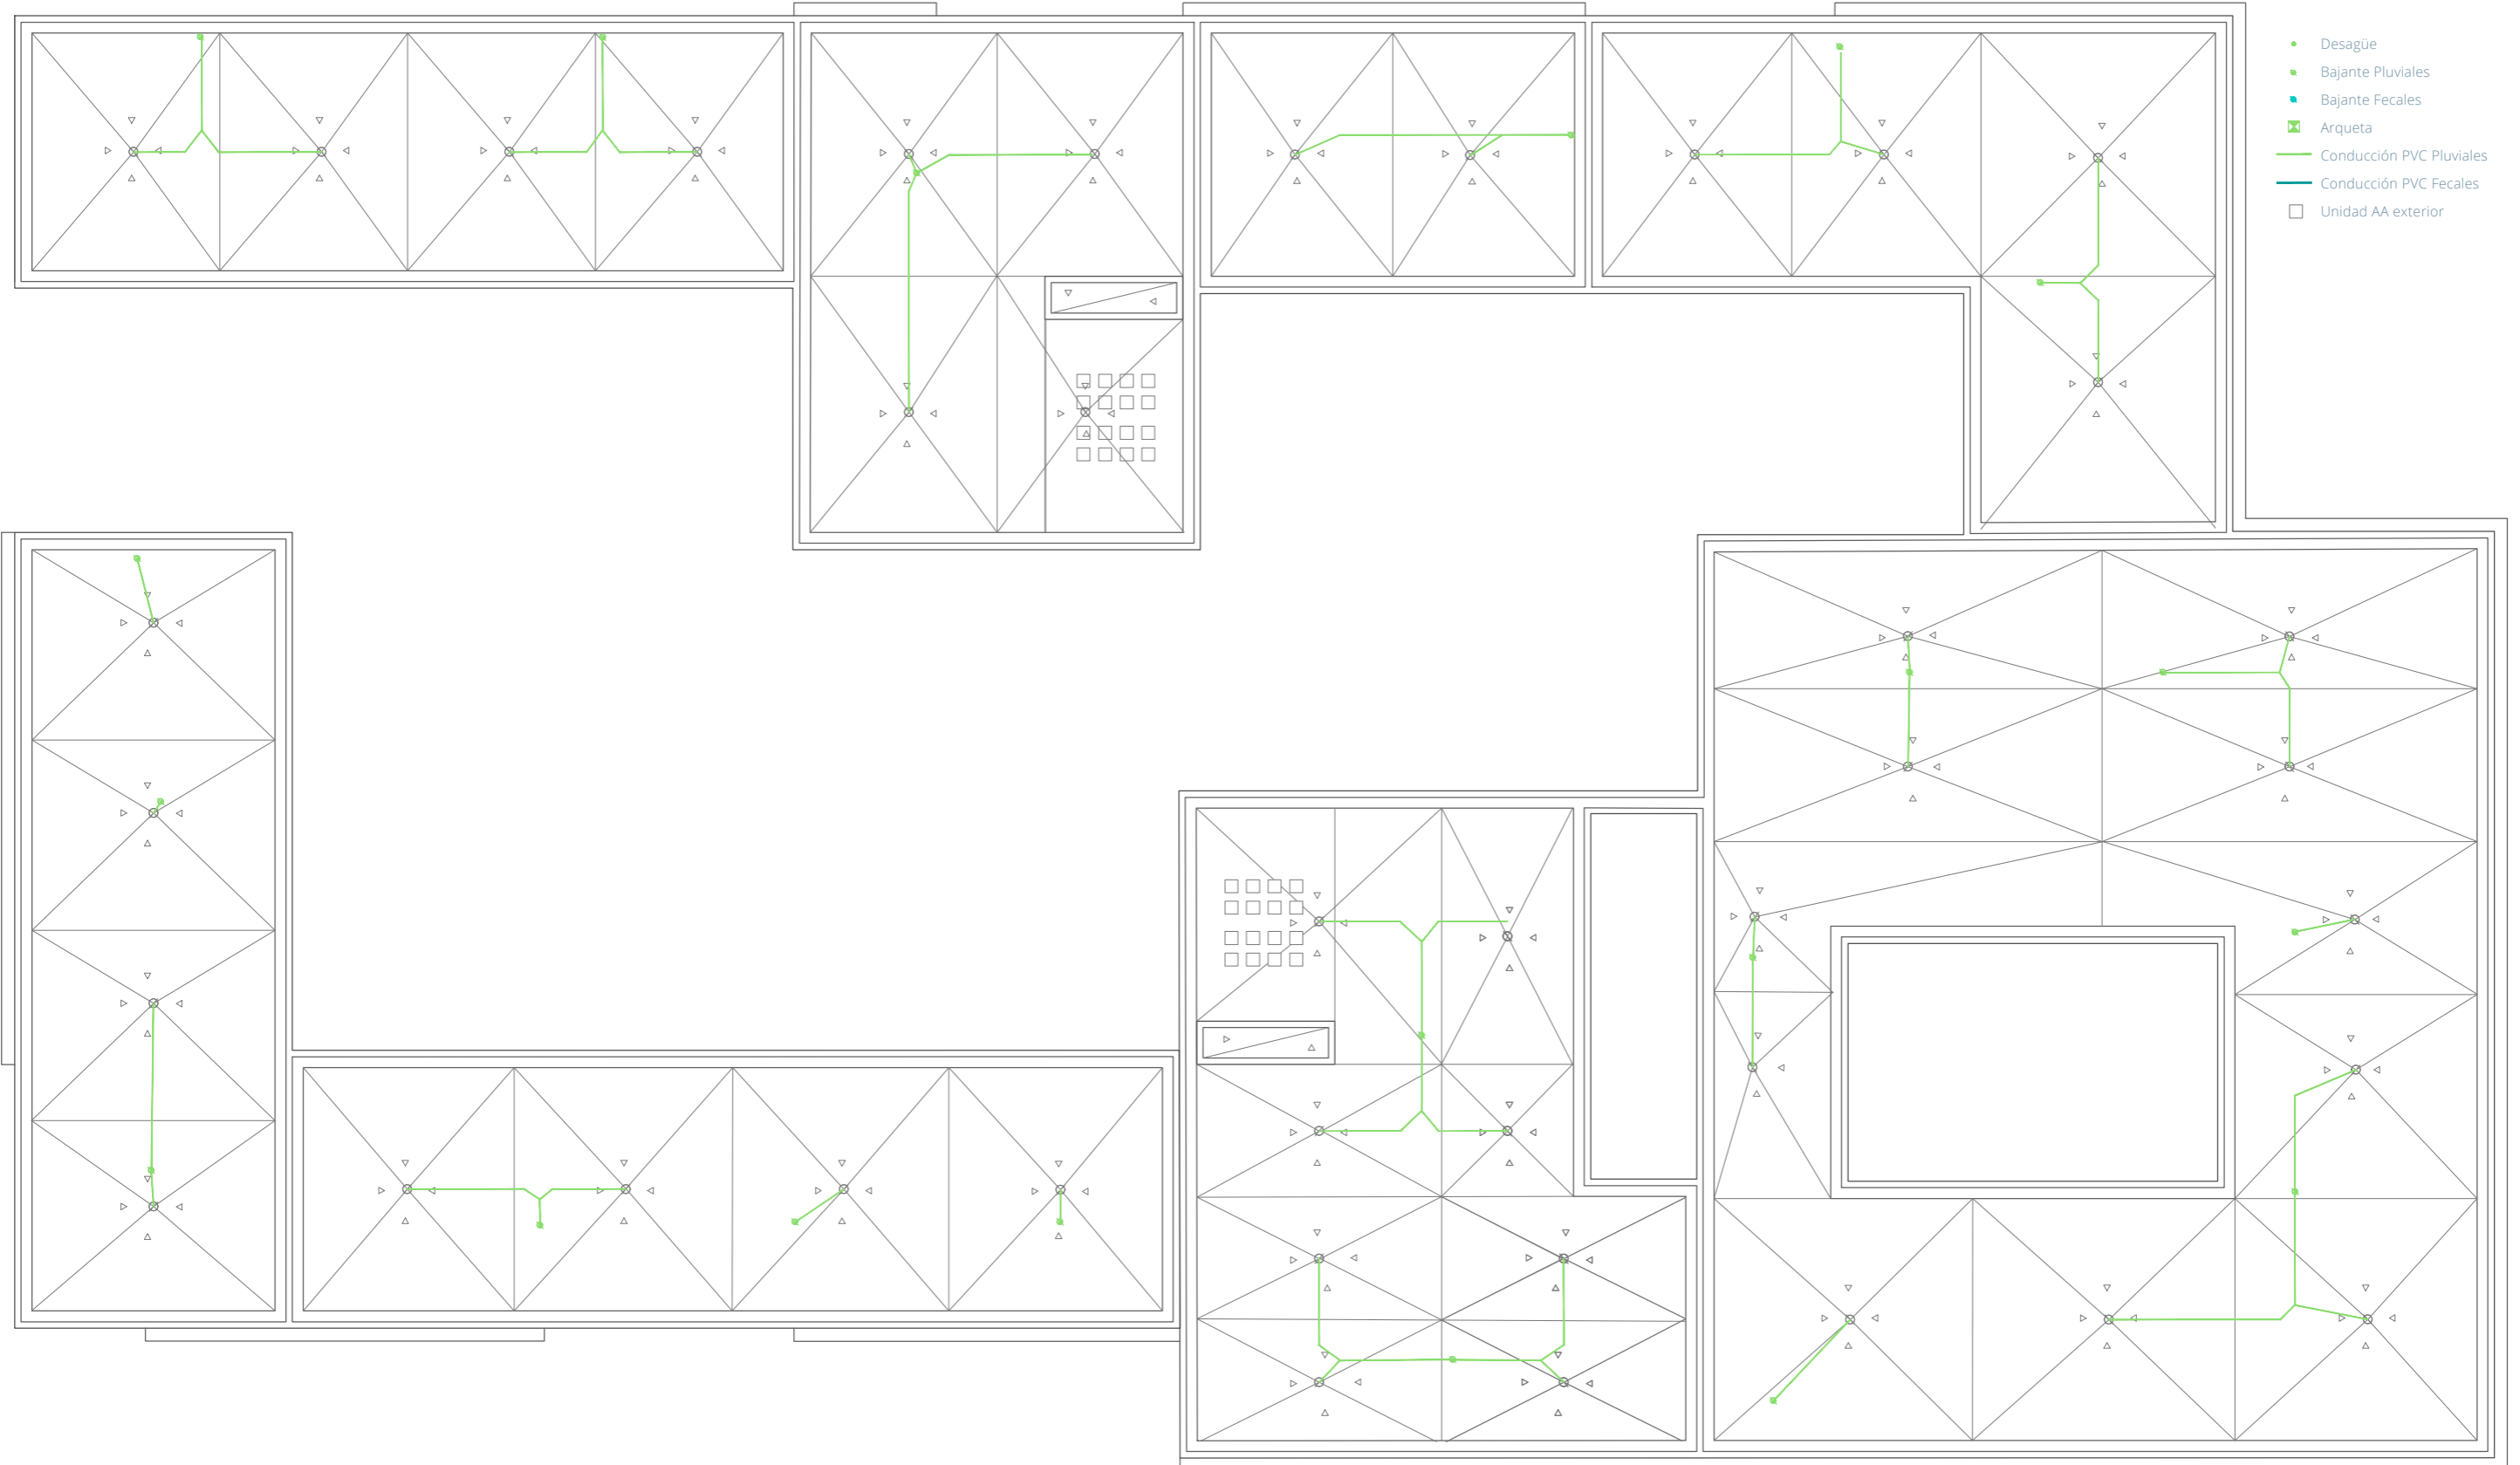 Desagüe
Bajante Pluviales
Bajante Fecales
Arqueta
Conducción PVC Pluviales
Conducción PVC Fecales
Unidad AA exterior